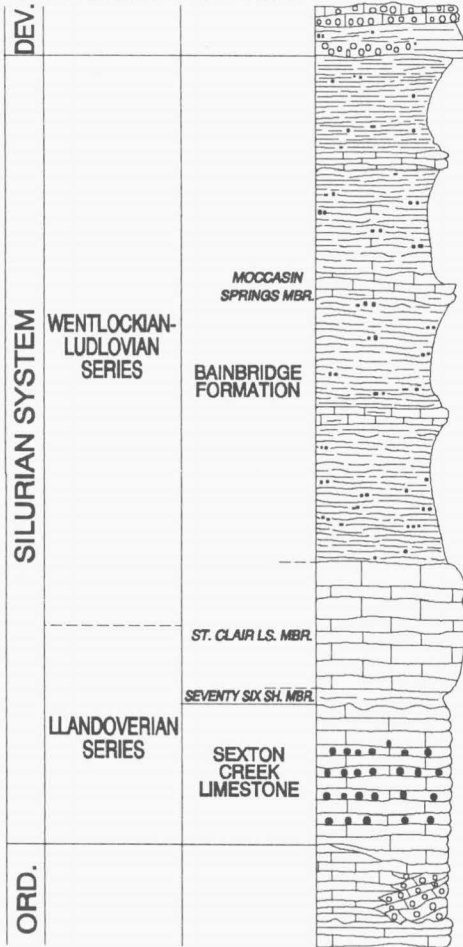 DEV.
SILURIAN SYSTEM
ORD.
WENTLOCKIAN-
LUDLOVIAN
SERIES
LLANDOVERIAN
SERIES
MOCCASIN
SPRINGS MBR.
BAINBRIDGE
FORMATION
ST. CLAIR LS. MBR.
SEVENTY SIX SH. MBR.
SEXTON
CREEK
LIMESTONE